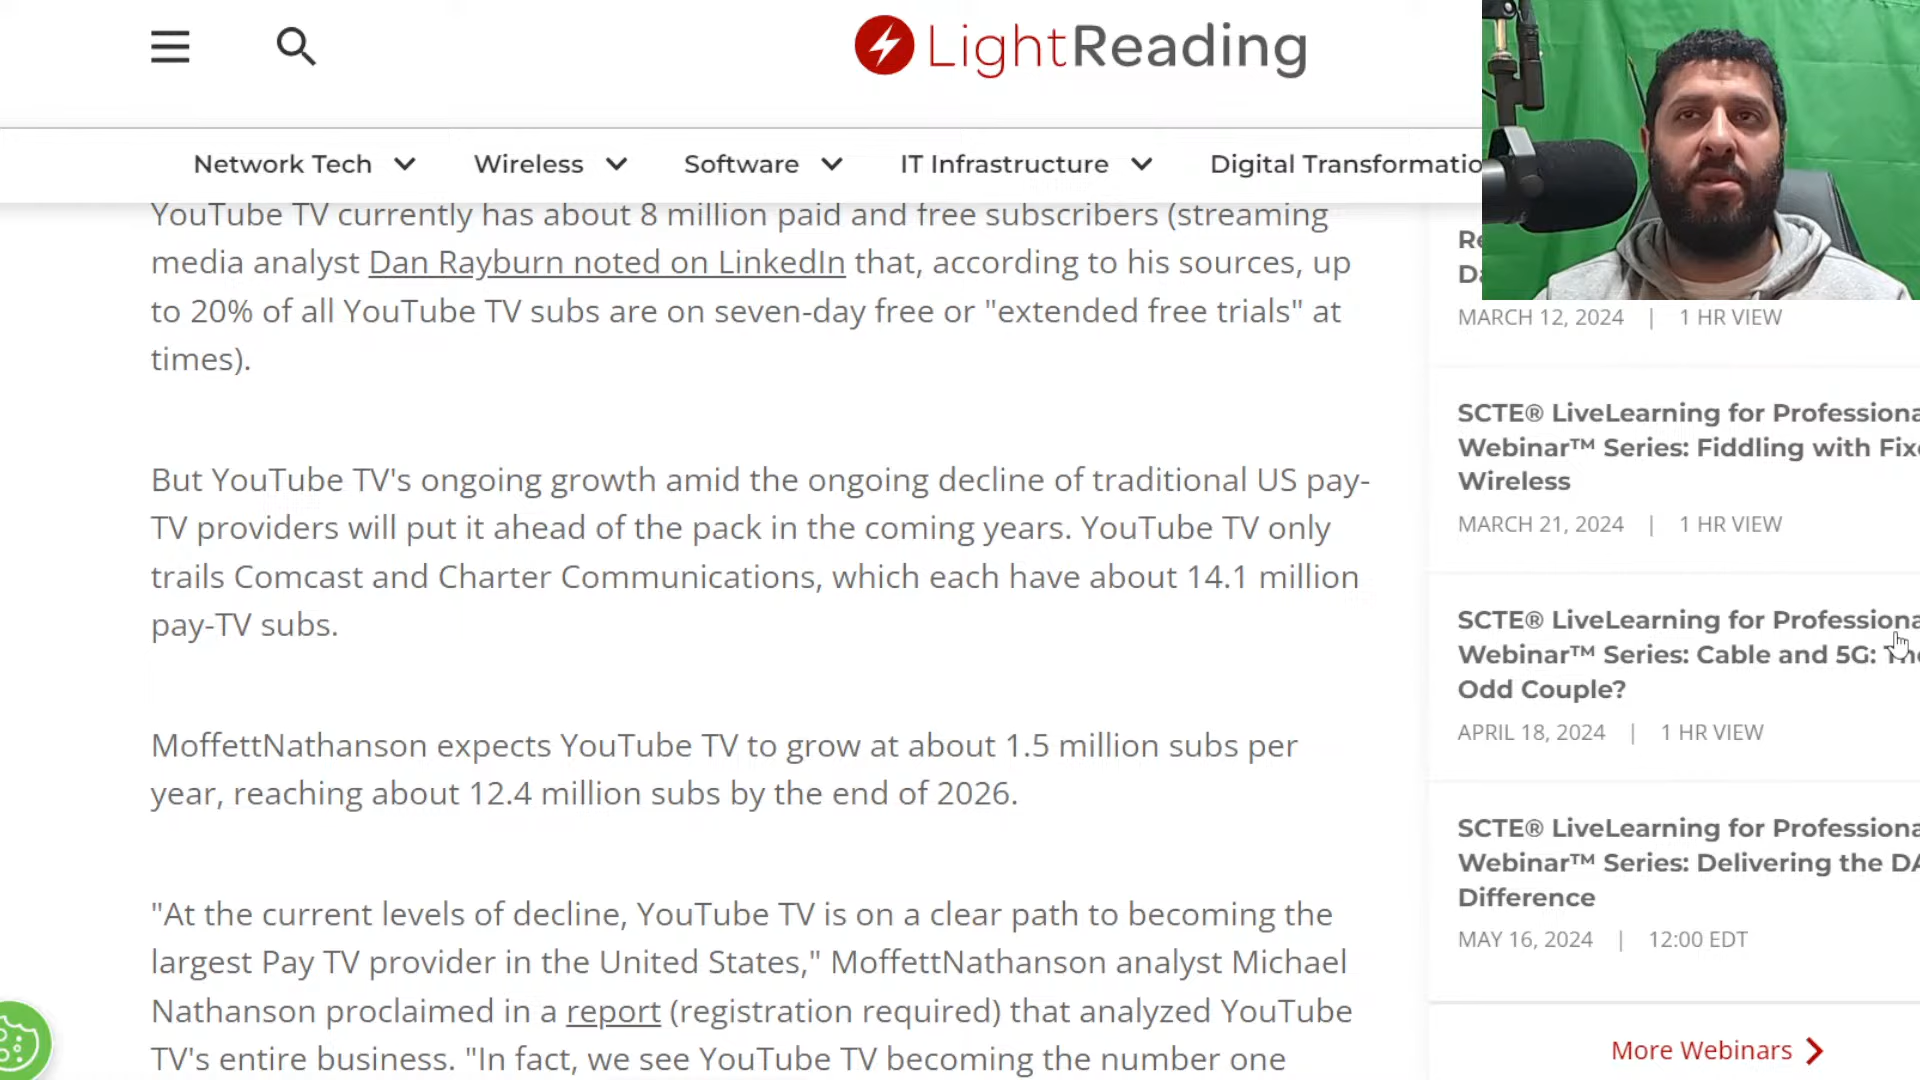 LightReading
Network Tech
Wireless
Software
IT Infrastructure
Digital Transformatio
YouTube TV currently has about 8 million paid and free subscribers (streaming
media analyst Dan Rayburn noted on LinkedIn that, according to his sources, up
to 20% of all YouTube TV subs are on seven-day free or "extended free trials" at
times).
But YouTube TV's ongoing growth amid the ongoing decline of traditional US pay-
TV providers will put it ahead of the pack in the coming years. YouTube TV only
trails Comcast and Charter Communications, which each have about 14.1 million
pay-TV subs.
MoffettNathanson expects YouTube TV to grow at about 1.5 million subs per
year, reaching about 12.4 million subs by the end of 2026.
"At the current levels of decline, YouTube TV is on a clear path to becoming the
largest Pay TV provider in the United States," MoffettNathanson analyst Michael
Nathanson proclaimed in a report (registration required) that analyzed YouTube
TV's entire business. "In fact, we see YouTube TV becoming the number one
MARCH 12, 2024 | 1 HR VIEW
SCTE® LiveLearning for Professiona
Webinar™ Series: Fiddling with Fixe
Wireless
MARCH 21, 2024 | 1 HR VIEW
SCTE® LiveLearning for Professiona
Webinar™ Series: Cable and 5G: The
Odd Couple?
APRIL 18, 2024 | 1 HR VIEW
SCTE® LiveLearning for Professiona
Webinar™ Series: Delivering the DA
Difference
MAY 16, 2024 | 12:00 EDT
More Webinars